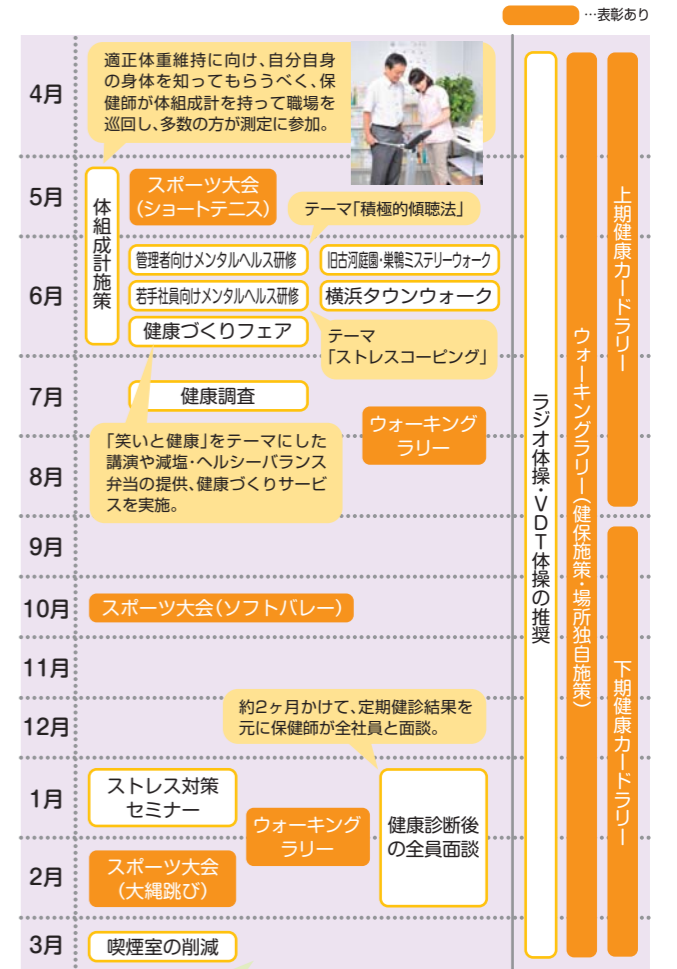 …表彰あり
4月
適正体重維持に向け、自分自身
の身体を知ってもらうべく、保
健師が体組成計を持って職場を
巡回し、多数の方が測定に参加。
5月
体組成計施策
スポーツ大会
(ショートテニス)
テーマ「積極的傾聴法」
6月
管理者向けメンタルヘルス研修
旧古河庭園・巣鴨ミステリーウォーク
若手社員向けメンタルヘルス研修
横浜タウンウォーク
健康づくりフェア
テーマ
「ストレスコーピング」
7月
健康調査
ウォーキング
ラリー
8月
「笑いと健康」をテーマにした
講演や減塩・ヘルシーバランス
弁当の提供、健康づくりサービ
スを実施。
9月
10月
スポーツ大会(ソフトバレー)
11月
12月
約2ヶ月かけて、定期健診結果を
元に保健師が全社員と面談。
1月
ストレス対策
セミナー
ウォーキング
ラリー
健康診断後
の全員面談
2月
スポーツ大会
(大縄跳び)
3月
喫煙室の削減
ラジオ体操・VDT体操の推奨
ウォーキングラリー(健保施策・場所独自施策)
上期健康カードラリー
下期健康カードラリー